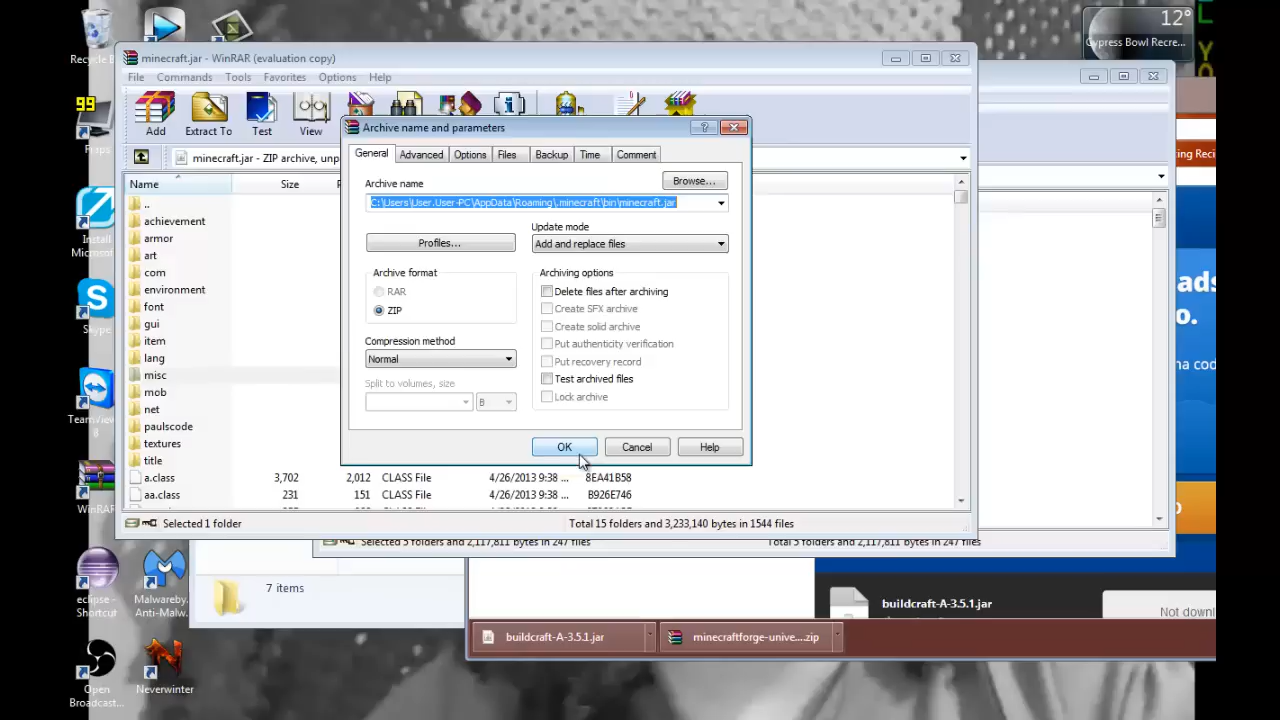 12°
Cypress Bowl Recre...
Recycle B
99
Fraps
Install
Microsof
Skype
TeamView
8
WinRAR
eclipse -
Shortcut
Malwareby...
Anti-Malw...
Open
Broadcast...
Neverwinter
minecraft.jar - WinRAR (evaluation copy)
File Commands Tools Favorites Options Help
Add Extract To Test View
minecraft.jar - ZIP archive, unp
Name Size
..
achievement
armor
art
com
environment
font
gui
item
lang
misc
mob
net
paulscode
textures
title
a.class 3,702 2,012 CLASS File 4/26/2013 9:38 ... 8EA41B58
aa.class 231 151 CLASS File 4/26/2013 9:38 ... B926E746
Selected 1 folder Total 15 folders and 3,233,140 bytes in 1544 files
Archive name and parameters
General Advanced Options Files Backup Time Comment
Archive name
Browse...
C:\Users\User.User-PC\AppData\Roaming\.minecraft\bin\minecraft.jar
Update mode
Profiles... Add and replace files
Archive format
RAR
ZIP
Archiving options
Delete files after archiving
Create SFX archive
Create solid archive
Put authenticity verification
Put recovery record
Test archived files
Lock archive
Compression method
Normal
Split to volumes, size
B
OK Cancel Help
Selected 5 folders and 2,117,811 bytes in 247 files Total 5 folders and 2,117,811 bytes in 247 files
7 items
ing Reci
ads
o.
na cod
buildcraft-A-3.5.1.jar
Not downl
buildcraft-A-3.5.1.jar minecraftforge-unive....zip